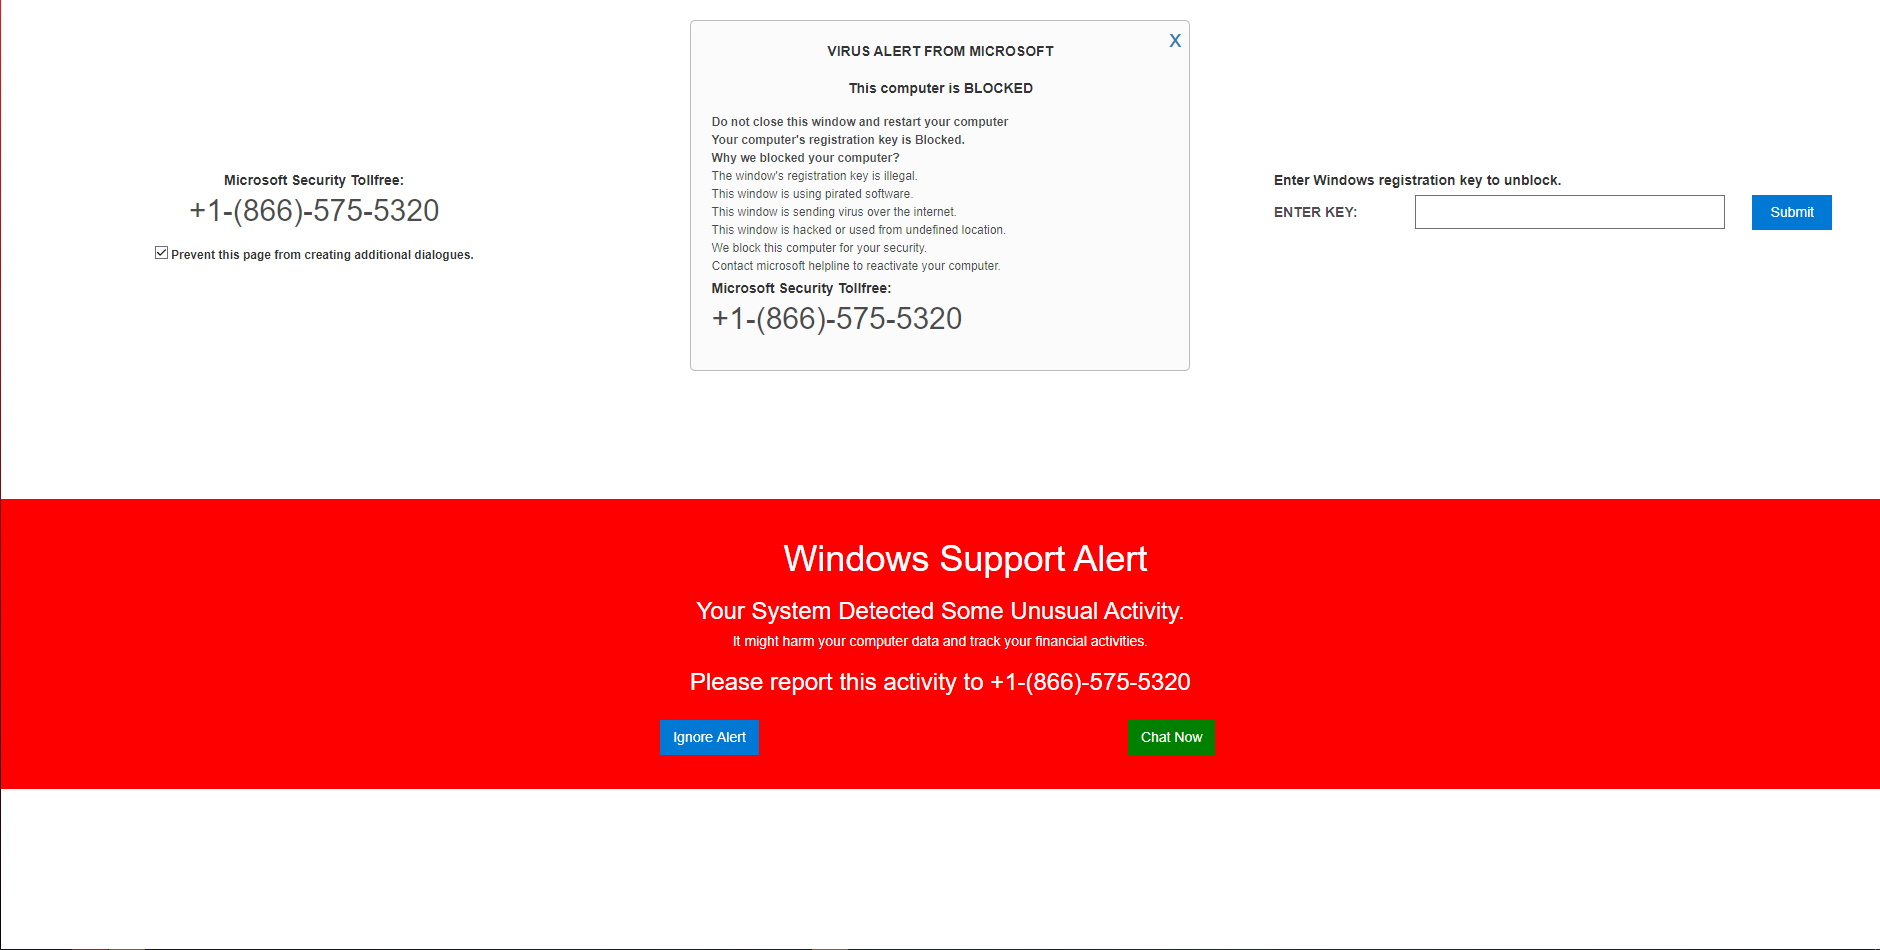 X
VIRUS ALERT FROM MICROSOFT
This computer is BLOCKED
Do not close this window and restart your computer
Your computer's registration key is Blocked.
Why we blocked your computer?
The window's registration key is illegal.
This window is using pirated software.
This window is sending virus over the internet.
This window is hacked or used from undefined location.
We block this computer for your security.
Contact microsoft helpline to reactivate your computer.
Microsoft Security Tollfree:
+1-(866)-575-5320
Microsoft Security Tollfree:
+1-(866)-575-5320
Prevent this page from creating additional dialogues.
Enter Windows registration key to unblock.
ENTER KEY:
Submit
Windows Support Alert
Your System Detected Some Unusual Activity.
It might harm your computer data and track your financial activities.
Please report this activity to +1-(866)-575-5320
Ignore Alert
Chat Now